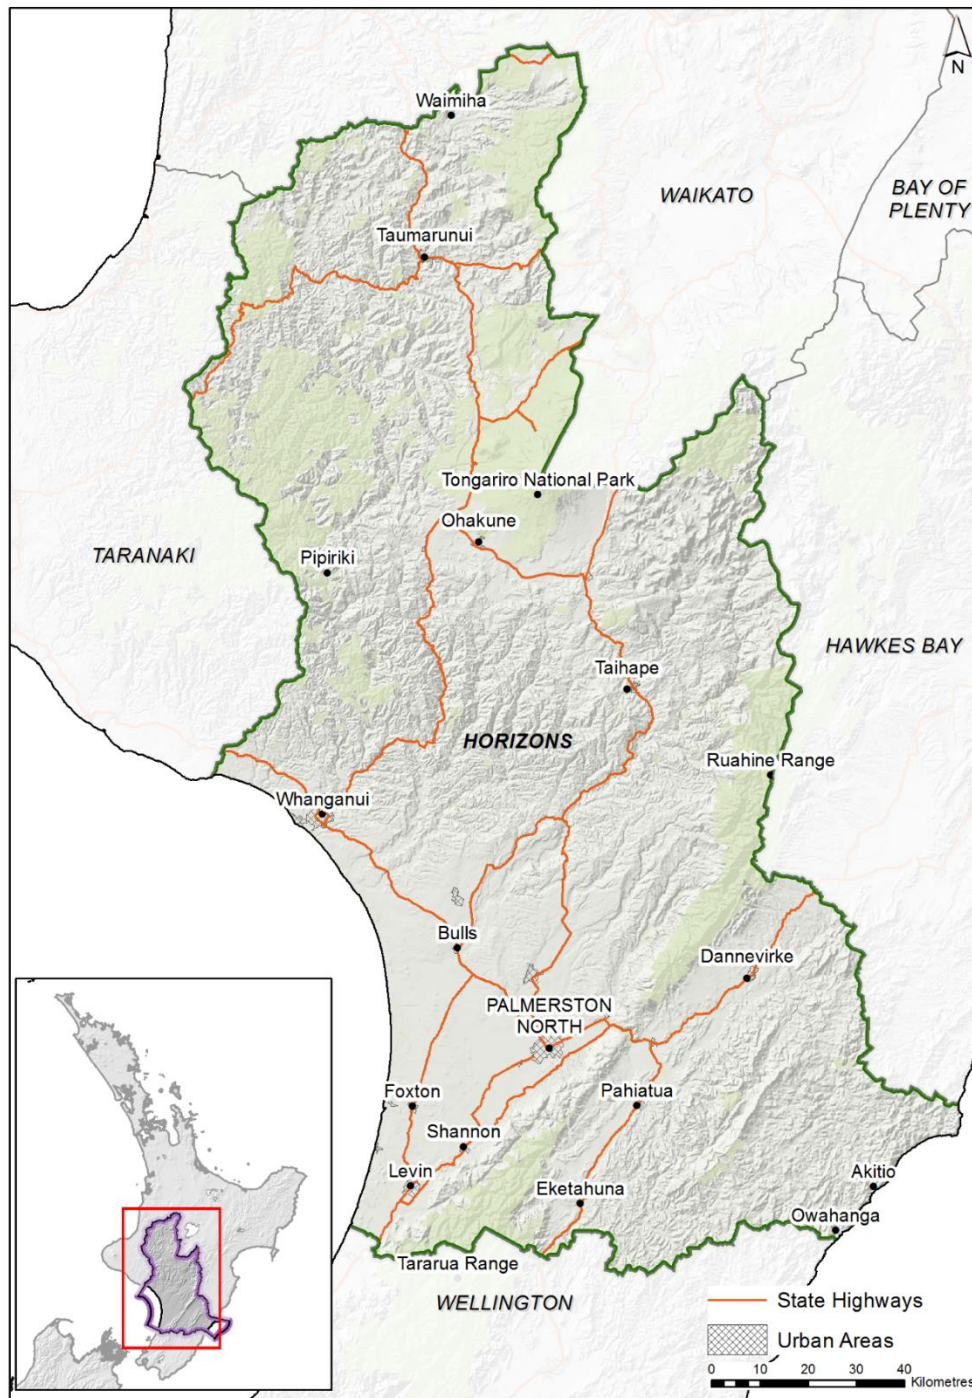 N
Waimiha
WAIKATO
BAY OF
PLENTY
Taumarunui
Tongariro National Park
Ohakune
TARANAKI
Pipiriki
HAWKES BAY
Taihape
HORIZONS
Ruahine Range
Whanganui
Bulls
Dannevirke
PALMERSTON
NORTH
Foxton
Pahiatua
Shannon
Levin
Eketahuna
Akitio
Owahanga
Tararua Range
WELLINGTON
State Highways
Urban Areas
0 10 20 30 40
Kilometres